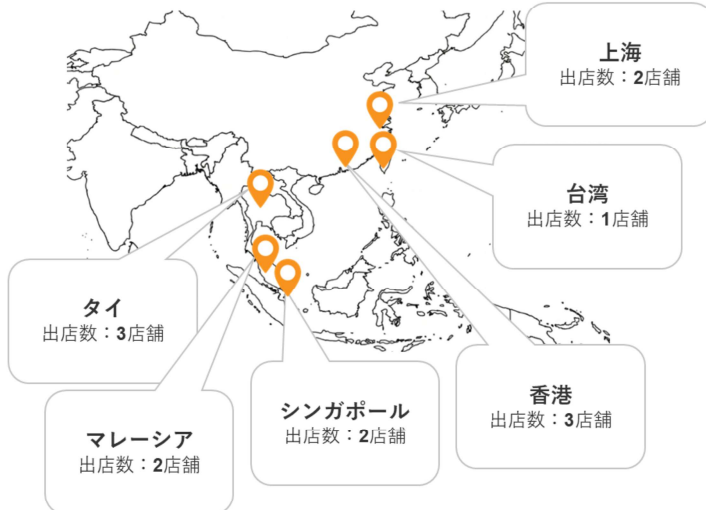 上海
出店数：2店舗
台湾
出店数：1店舗
タイ
出店数：3店舗
香港
出店数：3店舗
シンガポール
出店数：2店舗
マレーシア
出店数：2店舗